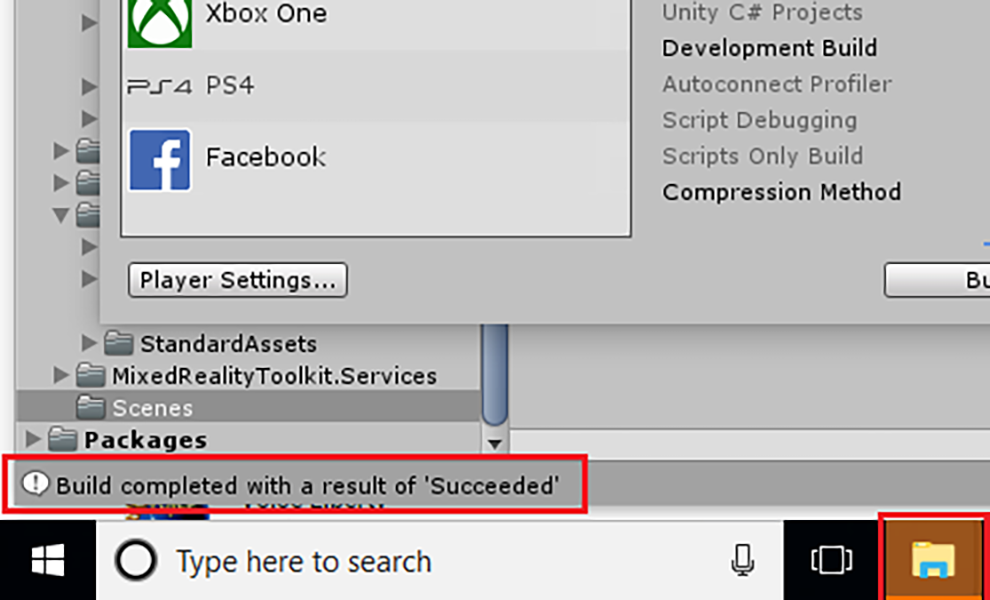 Xbox One
PS4 PS4
Facebook
Unity C# Projects
Development Build
Autoconnect Profiler
Script Debugging
Scripts Only Build
Compression Method
Player Settings...
Bu
StandardAssets
MixedRealityToolkit.Services
Scenes
Packages
Build completed with a result of 'Succeeded'
Type here to search